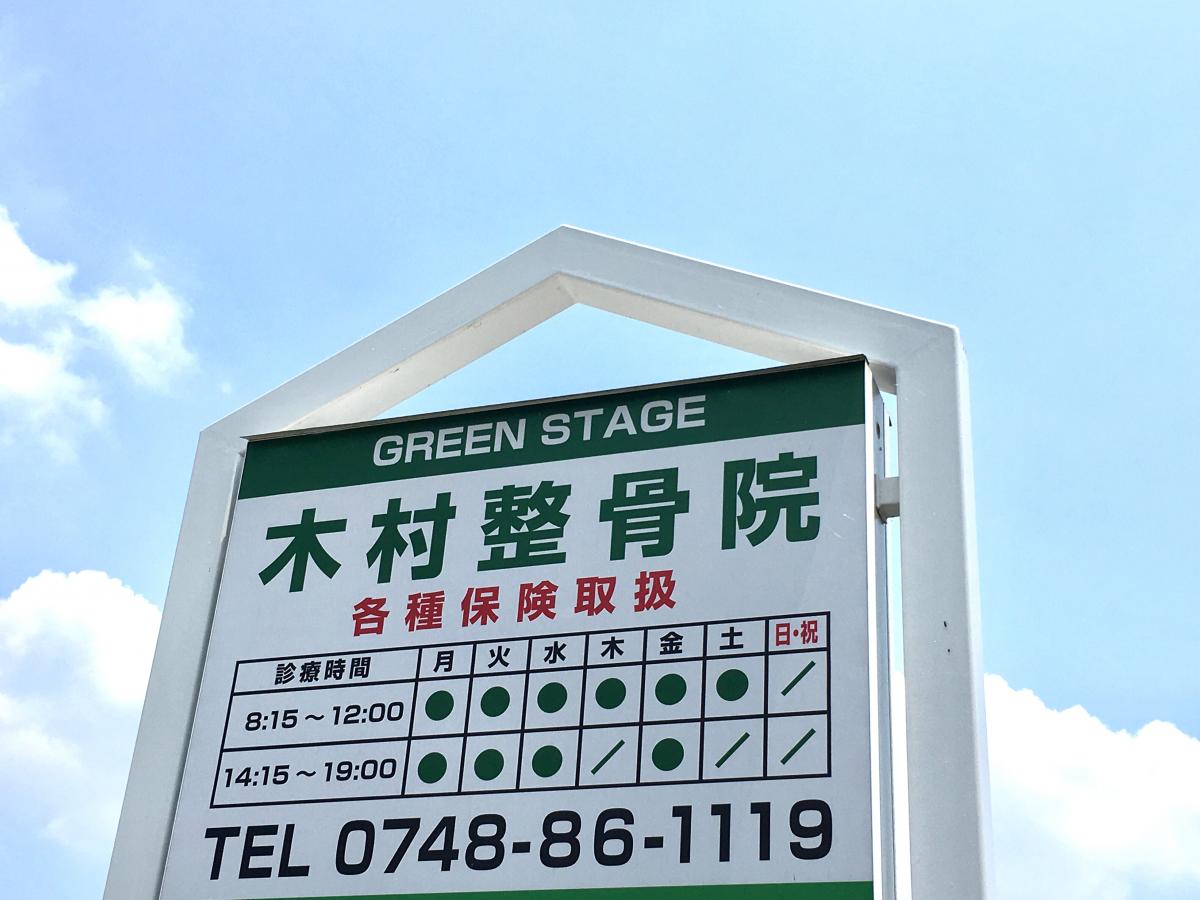 GREEN STAGE
木村整骨院
各種保険取扱
診療時間 月 火 水 木 金 土 日・祝
8:15～12:00 ● ● ● ● ● ● ／
14:15～19:00 ● ● ● ／ ● ／ ／
TEL 0748-86-1119